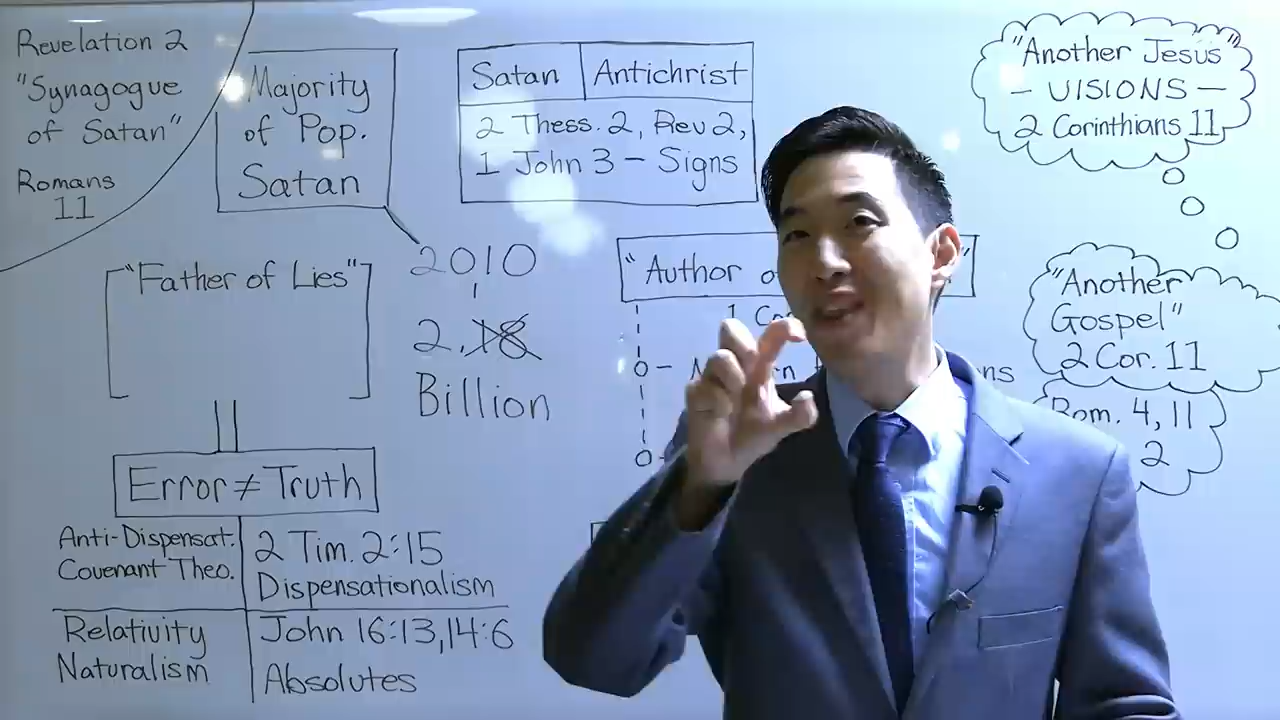 Revelation 2
"Synagogue
of Satan"
Romans
11
Majority
of Pop.
Satan
Satan | Antichrist
2 Thess. 2, Rev 2,
1 John 3 – Signs
"Another Jesus"
– VISIONS –
2 Corinthians 11
"Father of Lies"
2010
2.18
Billion
"Author
1
"Another
Gospel"
2 Cor. 11
Rom. 4, 11
2
Error ≠ Truth
Anti-Dispensat.
Covenant Theo.
2 Tim. 2:15
Dispensationalism
Relativity
Naturalism
John 16:13,14:6
Absolutes